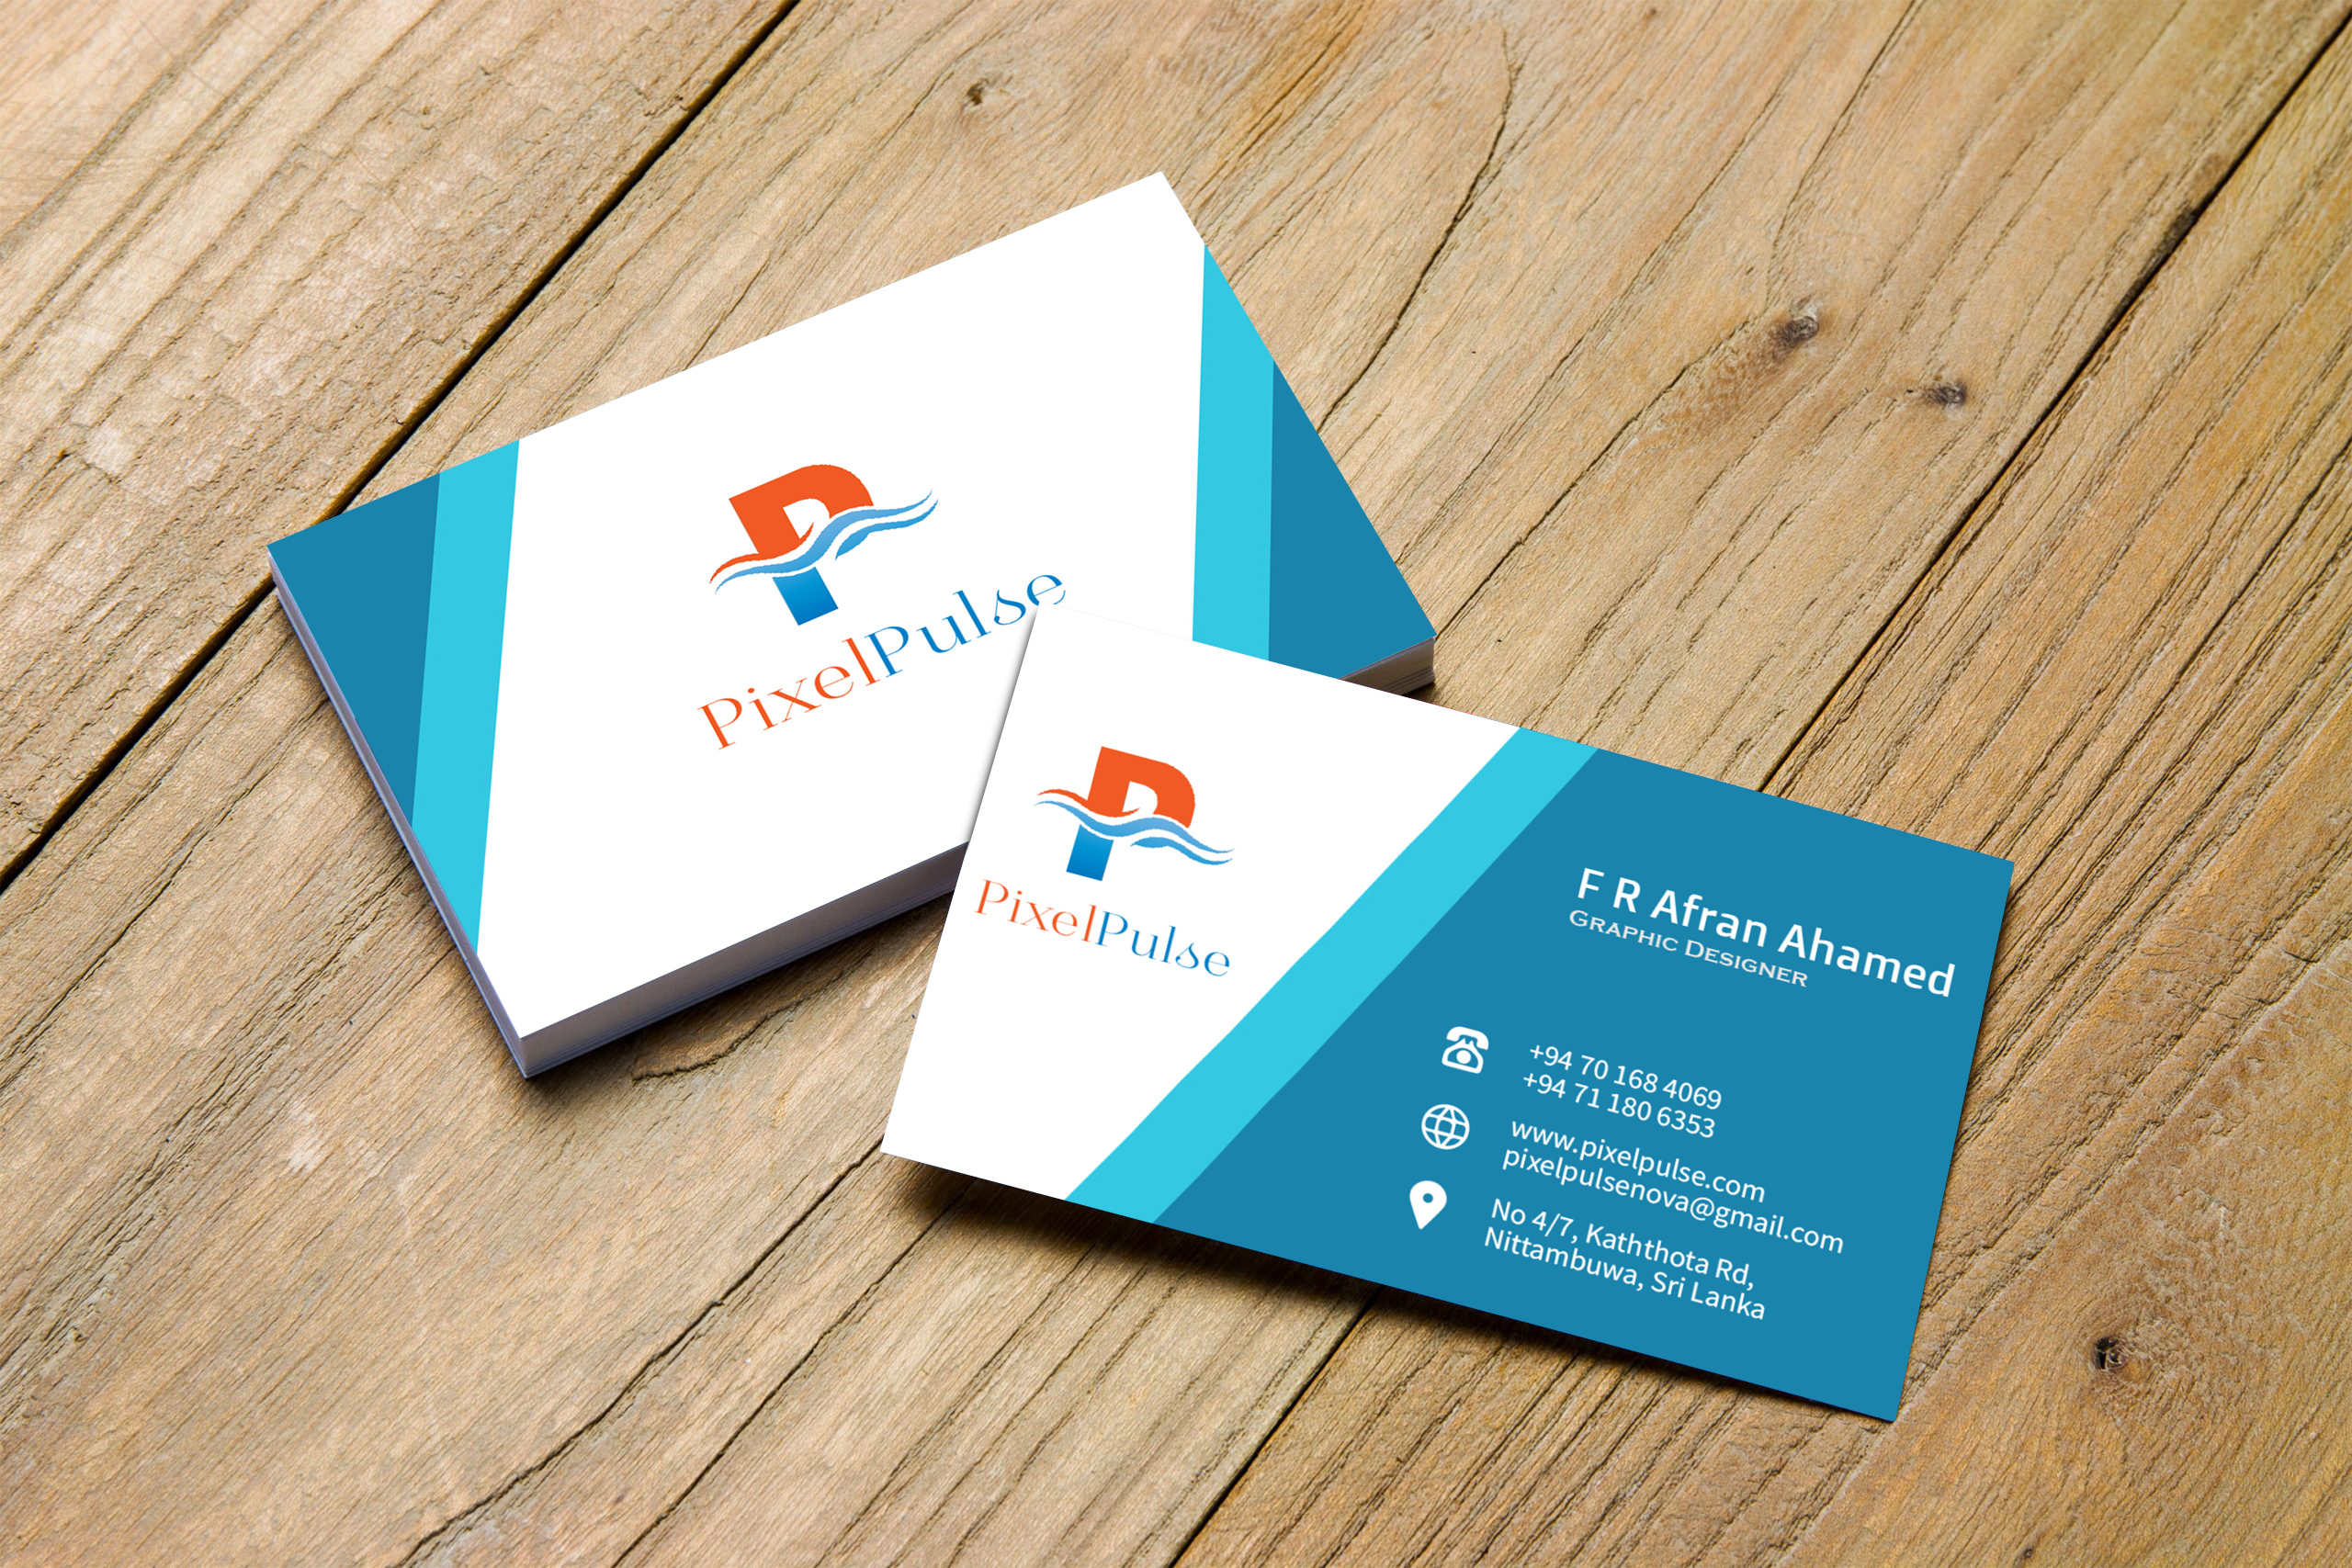 P
PixelPulse
P
PixelPulse
F R Afran Ahamed
GRAPHIC DESIGNER
+94 70 168 4069
+94 71 180 6353
www.pixelpulse.com
pixelpulsenova@gmail.com
No 4/7, Kaththota Rd,
Nittambuwa, Sri Lanka